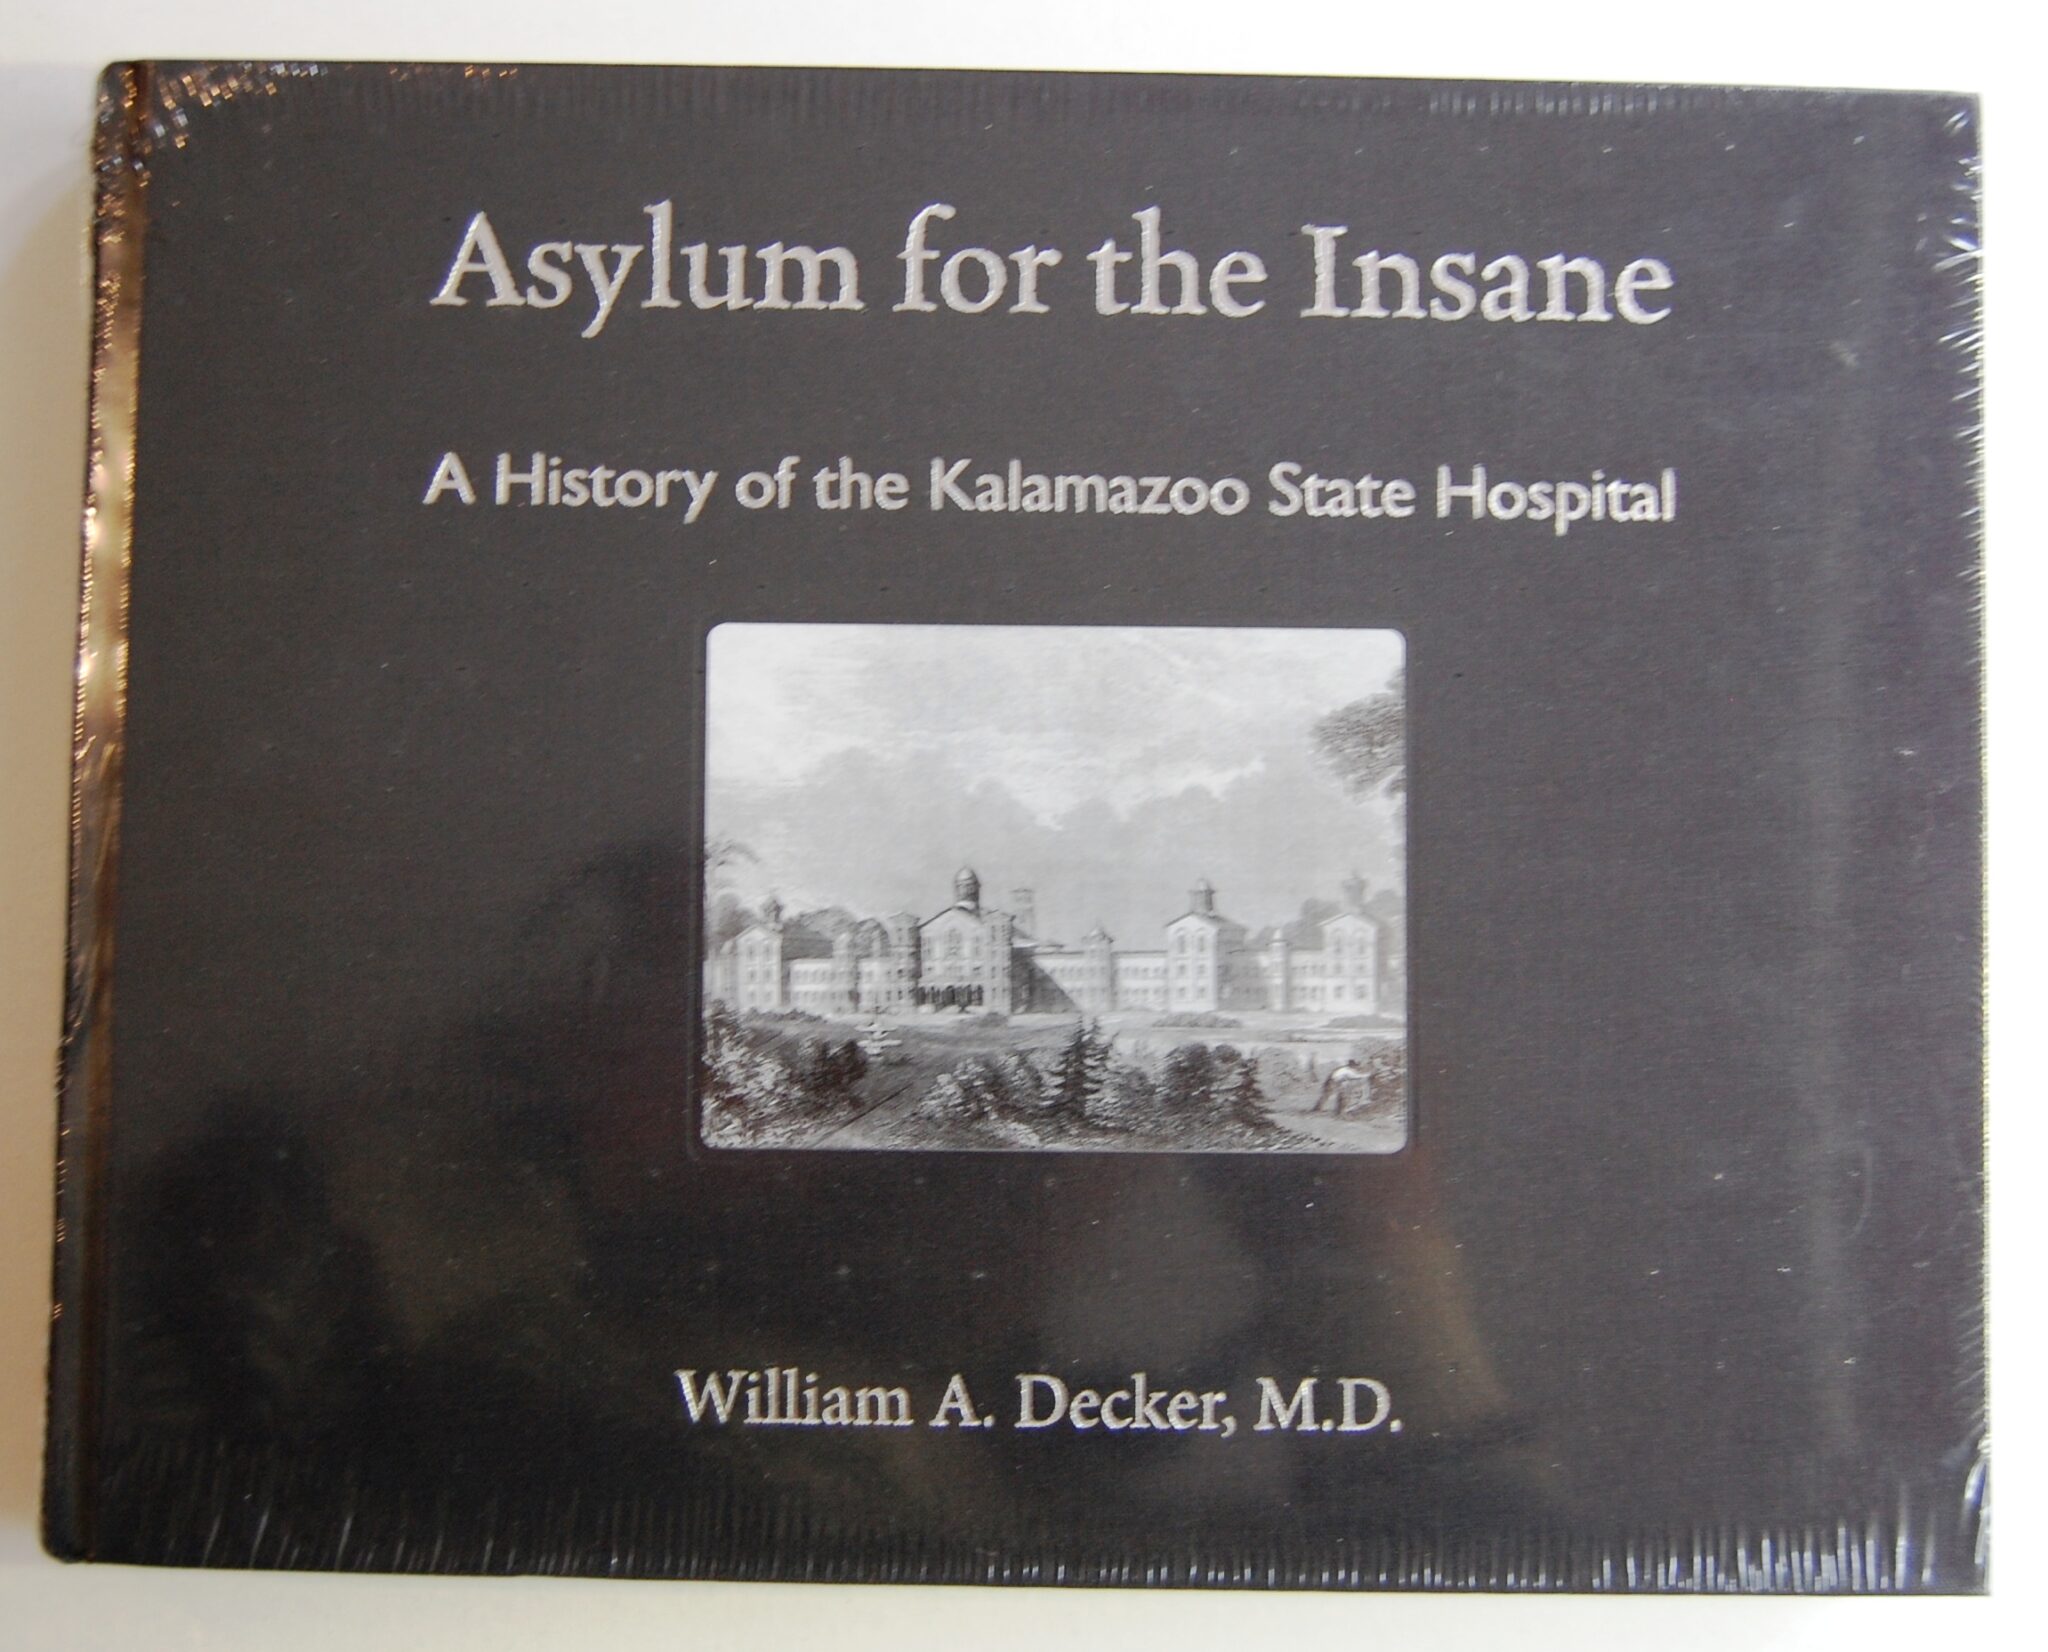 Asylum for the Insane
A History of the Kalamazoo State Hospital
William A. Decker, M.D.